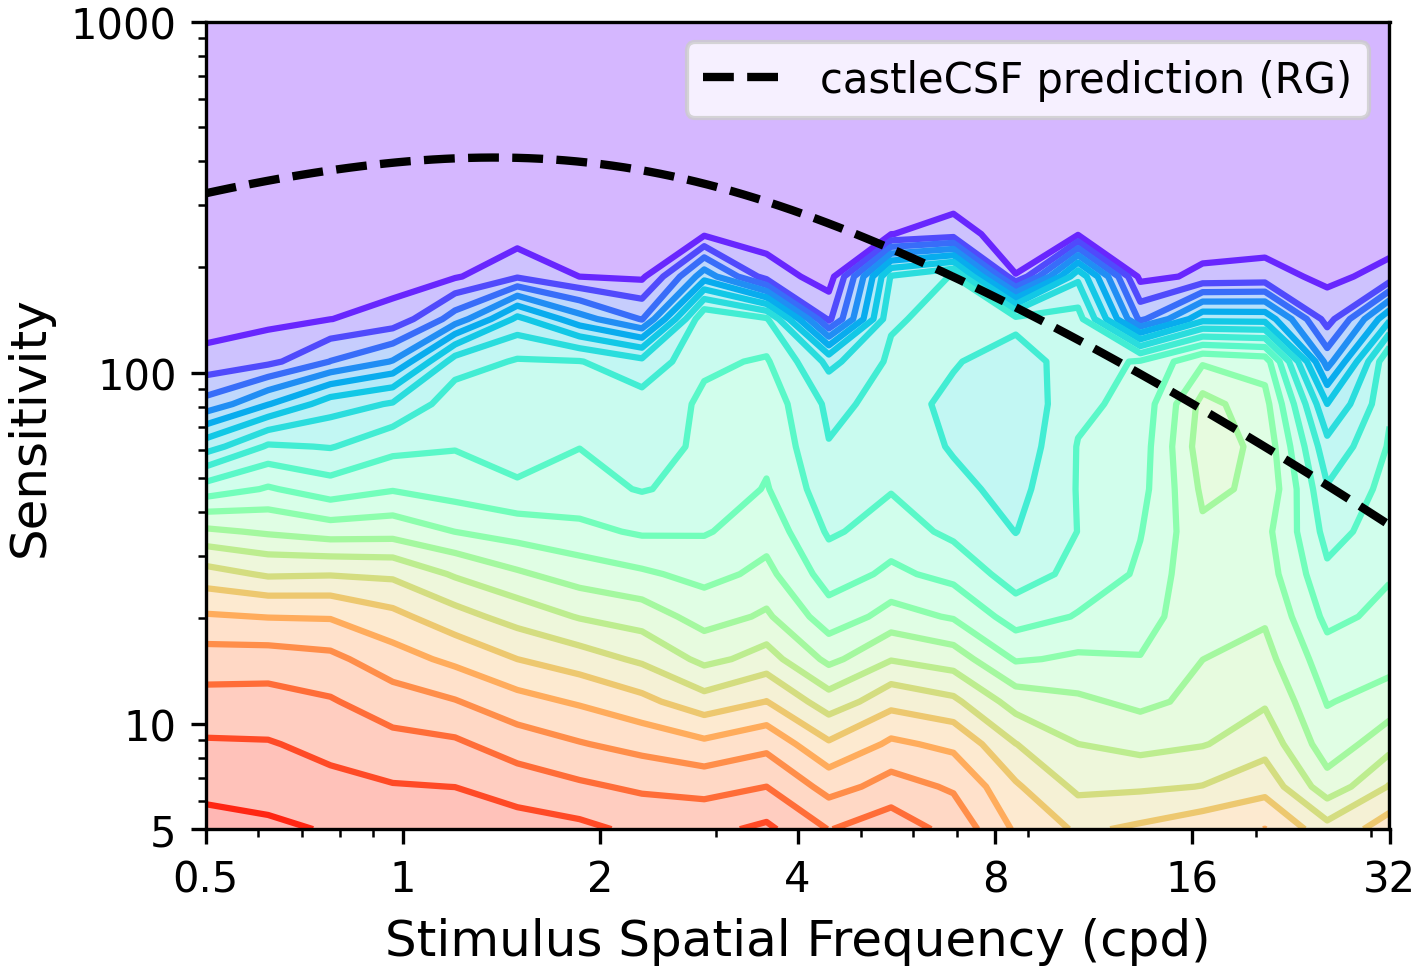 1000
castleCSF prediction (RG)
100
Sensitivity
10
5
0.5 1 2 4 8 16 32
Stimulus Spatial Frequency (cpd)